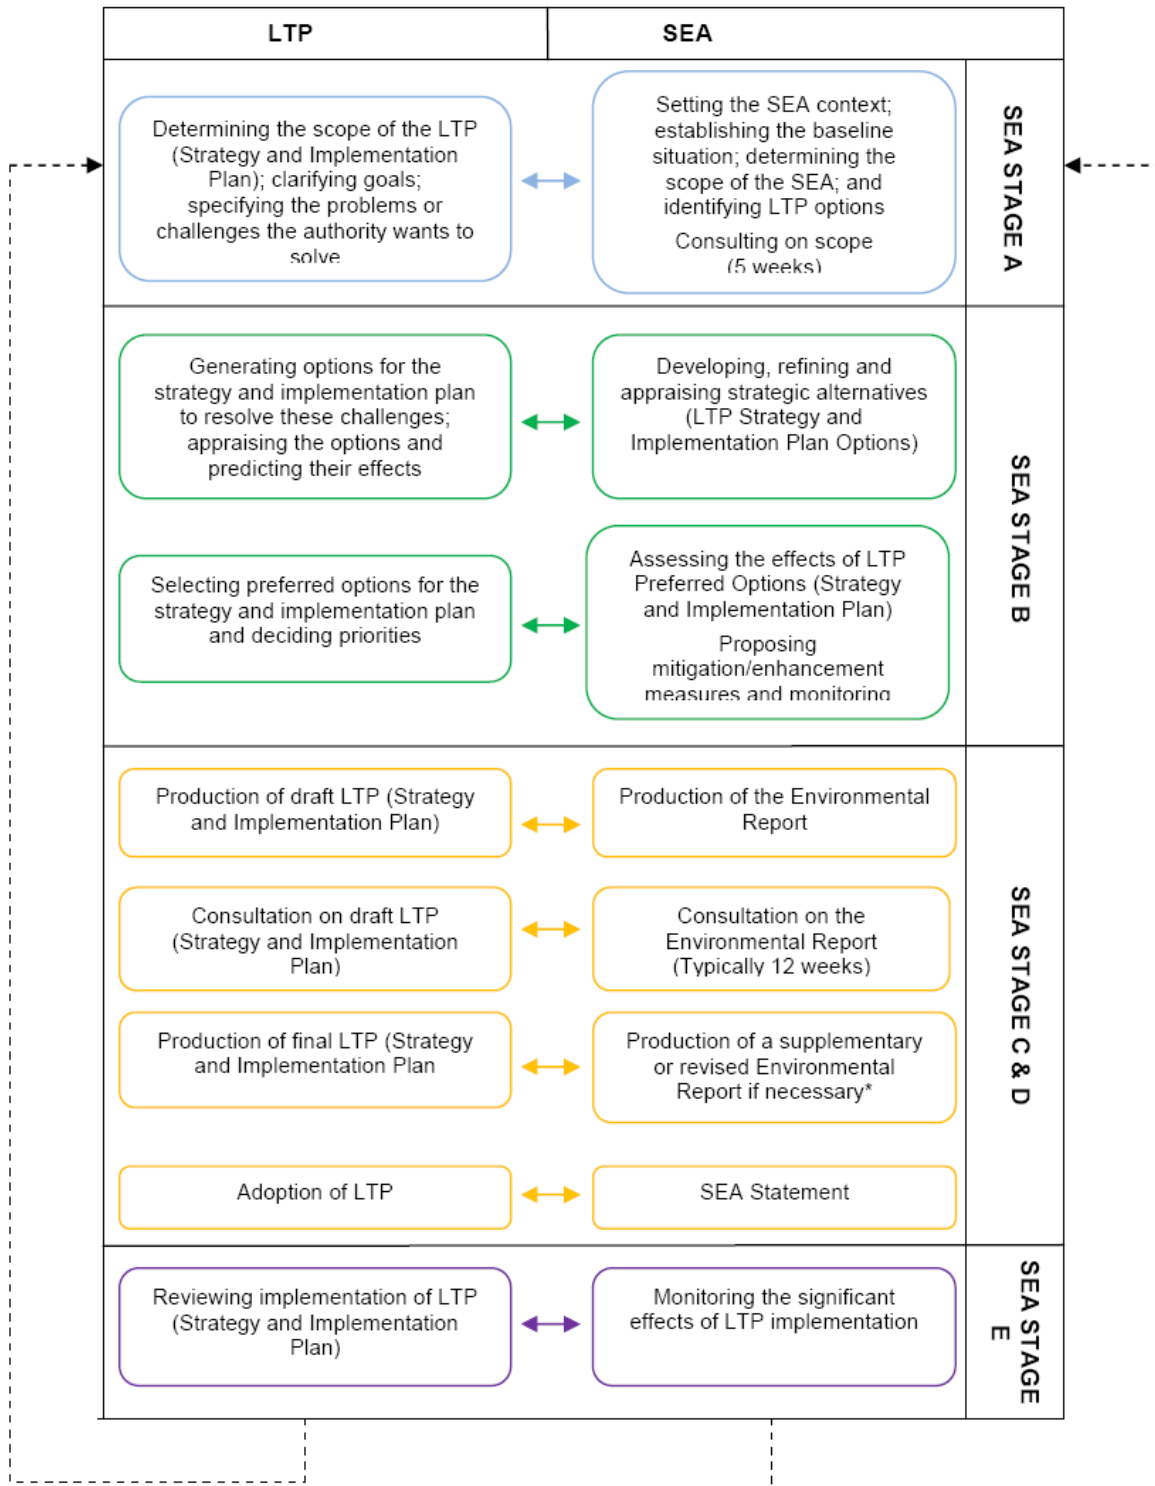 LTP
SEA
Determining the scope of the LTP
(Strategy and Implementation
Plan); clarifying goals;
specifying the problems or
challenges the authority wants to
solve
Setting the SEA context;
establishing the baseline
situation; determining the
scope of the SEA; and
identifying LTP options
Consulting on scope
(5 weeks)
SEA STAGE A
Generating options for the
strategy and implementation plan
to resolve these challenges;
appraising the options and
predicting their effects
Developing, refining and
appraising strategic alternatives
(LTP Strategy and
Implementation Plan Options)
Selecting preferred options for the
strategy and implementation plan
and deciding priorities
Assessing the effects of LTP
Preferred Options (Strategy
and Implementation Plan)
Proposing
mitigation/enhancement
measures and monitoring
SEA STAGE B
Production of draft LTP (Strategy
and Implementation Plan)
Production of the Environmental
Report
Consultation on draft LTP
(Strategy and Implementation
Plan)
Consultation on the
Environmental Report
(Typically 12 weeks)
Production of final LTP (Strategy
and Implementation Plan
Production of a supplementary
or revised Environmental
Report if necessary*
Adoption of LTP
SEA Statement
SEA STAGE C & D
Reviewing implementation of LTP
(Strategy and Implementation
Plan)
Monitoring the significant
effects of LTP implementation
SEA STAGE
E